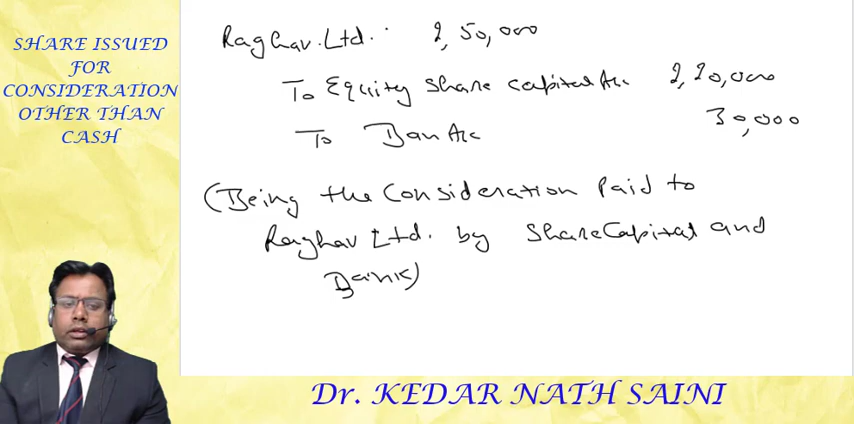 SHARE ISSUED
FOR
CONSIDERATION
OTHER THAN
CASH
Raghav. Ltd. 2,50,000
To Equity share capital A/c 2,20,000
To Ban A/c 30,000
(Being the consideration Paid to
Raghav Ltd. by Share Capital and
Bank)
Dr. KEDAR NATH SAINI